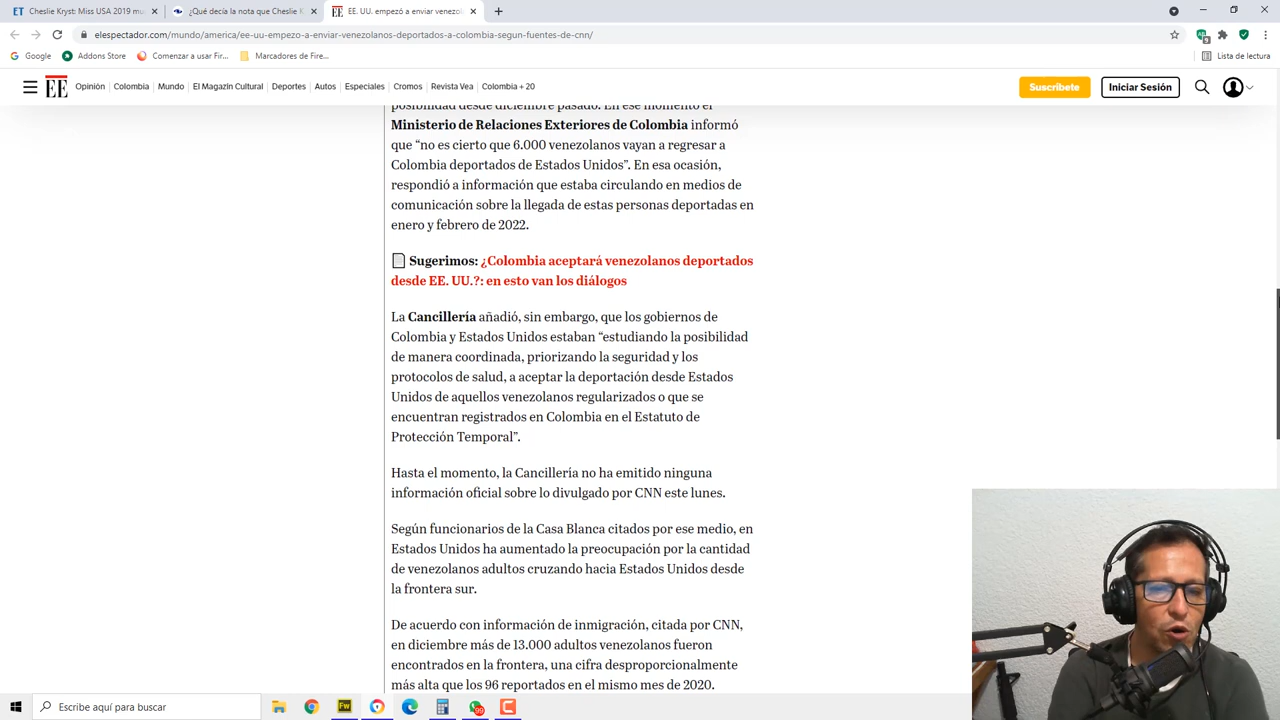 Cheslie Kryst: Miss USA 2019 mu
¿Qué decía la nota que Cheslie K
EE. UU. empezó a enviar venezol
elespectador.com/mundo/america/ee-uu-empezo-a-enviar-venezolanos-deportados-a-colombia-segun-fuentes-de-cnn/
Google
Addons Store
Comenzar a usar Fir...
Marcadores de Fire...
Lista de lectura
EE
Opinión
Colombia
Mundo
El Magazín Cultural
Deportes
Autos
Especiales
Cromos
Revista Vea
Colombia + 20
Suscríbete
Iniciar Sesión
posibilidad desde diciembre pasado. En ese momento el
Ministerio de Relaciones Exteriores de Colombia informó
que “no es cierto que 6.000 venezolanos vayan a regresar a
Colombia deportados de Estados Unidos”. En esa ocasión,
respondió a información que estaba circulando en medios de
comunicación sobre la llegada de estas personas deportadas en
enero y febrero de 2022.
Sugerimos: ¿Colombia aceptará venezolanos deportados
desde EE. UU.?: en esto van los diálogos
La Cancillería añadió, sin embargo, que los gobiernos de
Colombia y Estados Unidos estaban “estudiando la posibilidad
de manera coordinada, priorizando la seguridad y los
protocolos de salud, a aceptar la deportación desde Estados
Unidos de aquellos venezolanos regularizados o que se
encuentran registrados en Colombia en el Estatuto de
Protección Temporal”.
Hasta el momento, la Cancillería no ha emitido ninguna
información oficial sobre lo divulgado por CNN este lunes.
Según funcionarios de la Casa Blanca citados por ese medio, en
Estados Unidos ha aumentado la preocupación por la cantidad
de venezolanos adultos cruzando hacia Estados Unidos desde
la frontera sur.
De acuerdo con información de inmigración, citada por CNN,
en diciembre más de 13.000 adultos venezolanos fueron
encontrados en la frontera, una cifra desproporcionalmente
más alta que los 96 reportados en el mismo mes de 2020.
Escribe aquí para buscar
Fw
99